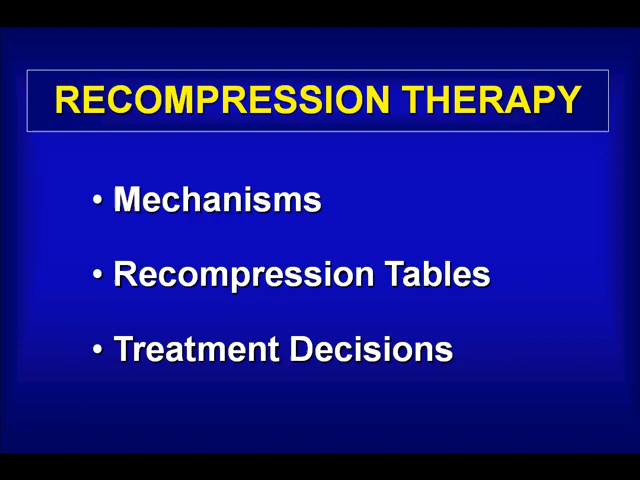 RECOMPRESSION THERAPY
• Mechanisms
• Recompression Tables
• Treatment Decisions